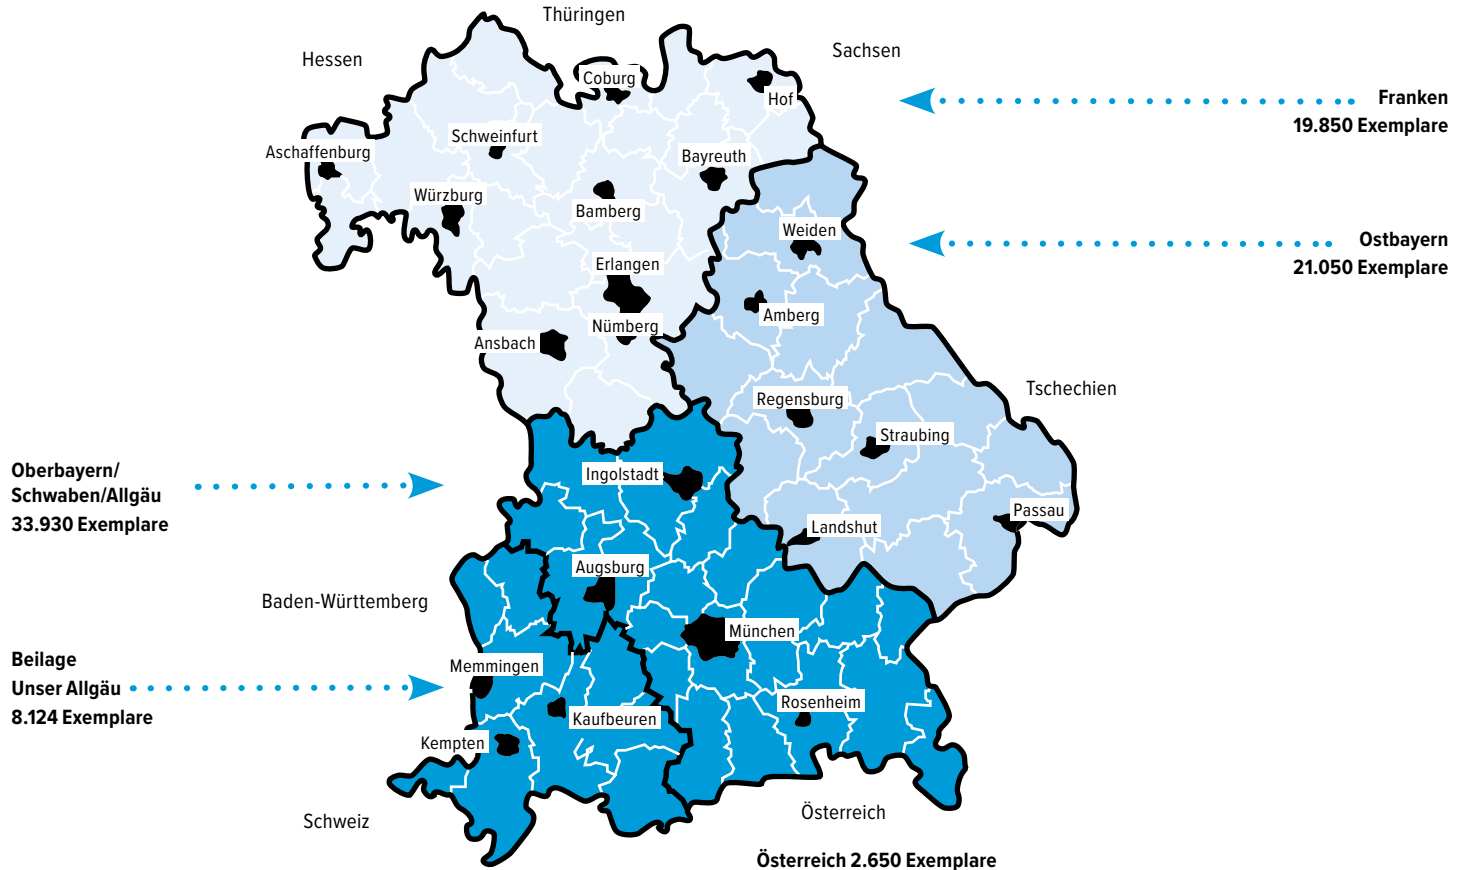 Thüringen
Hessen
Sachsen
Coburg
Hof
Franken
19.850 Exemplare
Schweinfurt
Aschaffenburg
Bayreuth
Würzburg
Bamberg
Weiden
Ostbayern
21.050 Exemplare
Erlangen
Amberg
Nümberg
Ansbach
Tschechien
Regensburg
Straubing
Oberbayern/
Schwaben/Allgäu
33.930 Exemplare
Ingolstadt
Passau
Landshut
Augsburg
Baden-Württemberg
München
Beilage
Unser Allgäu
8.124 Exemplare
Memmingen
Rosenheim
Kaufbeuren
Kempten
Schweiz
Österreich
Österreich 2.650 Exemplare